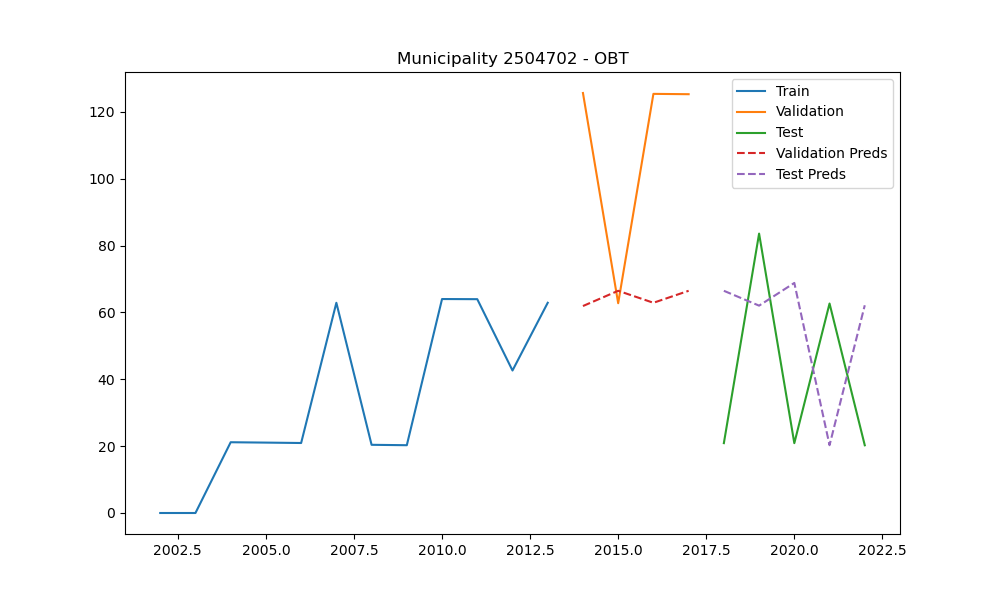 Municipality 2504702 - OBT
Train
Validation
Test
Validation Preds
Test Preds
120
100
80
60
40
20
0
2002.5 2005.0 2007.5 2010.0 2012.5 2015.0 2017.5 2020.0 2022.5